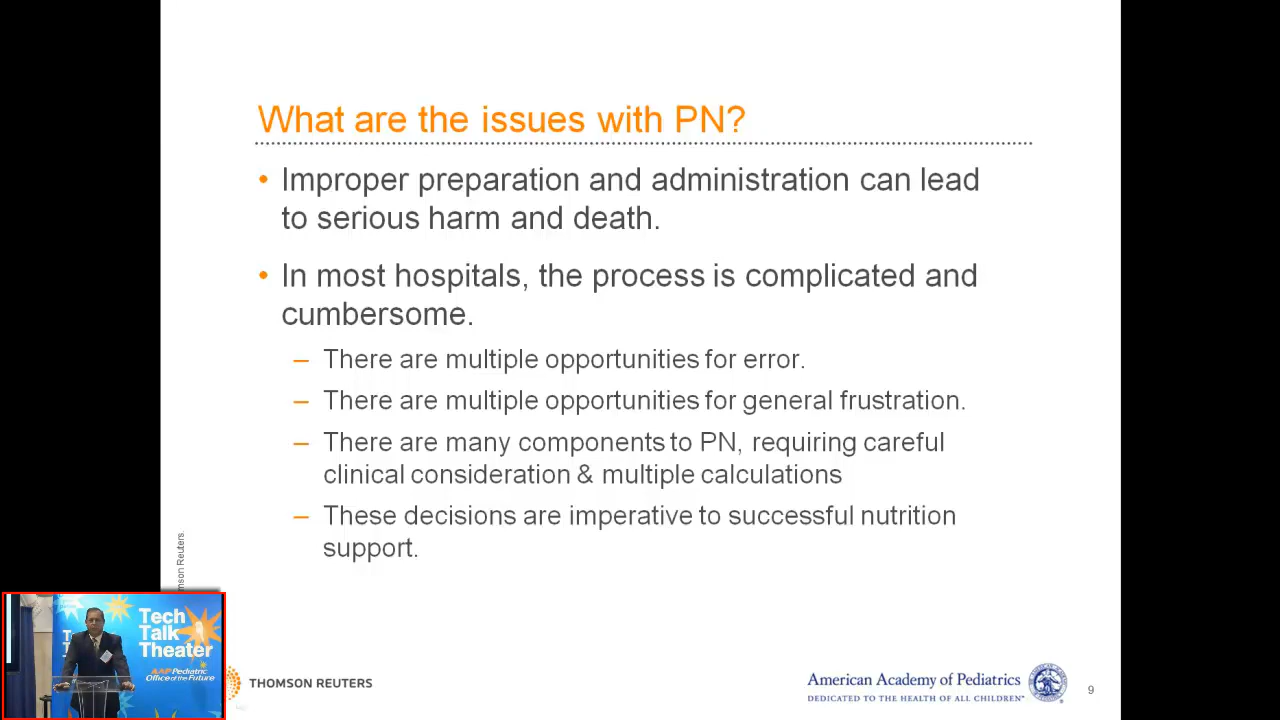 What are the issues with PN?
• Improper preparation and administration can lead
to serious harm and death.
• In most hospitals, the process is complicated and
cumbersome.
– There are multiple opportunities for error.
– There are multiple opportunities for general frustration.
– There are many components to PN, requiring careful
clinical consideration & multiple calculations
– These decisions are imperative to successful nutrition
support.
Reuters.
Tech
Talk
Theater
AAP Pediatric
Office of the Future
THOMSON REUTERS
American Academy of Pediatrics
DEDICATED TO THE HEALTH OF ALL CHILDREN™
9